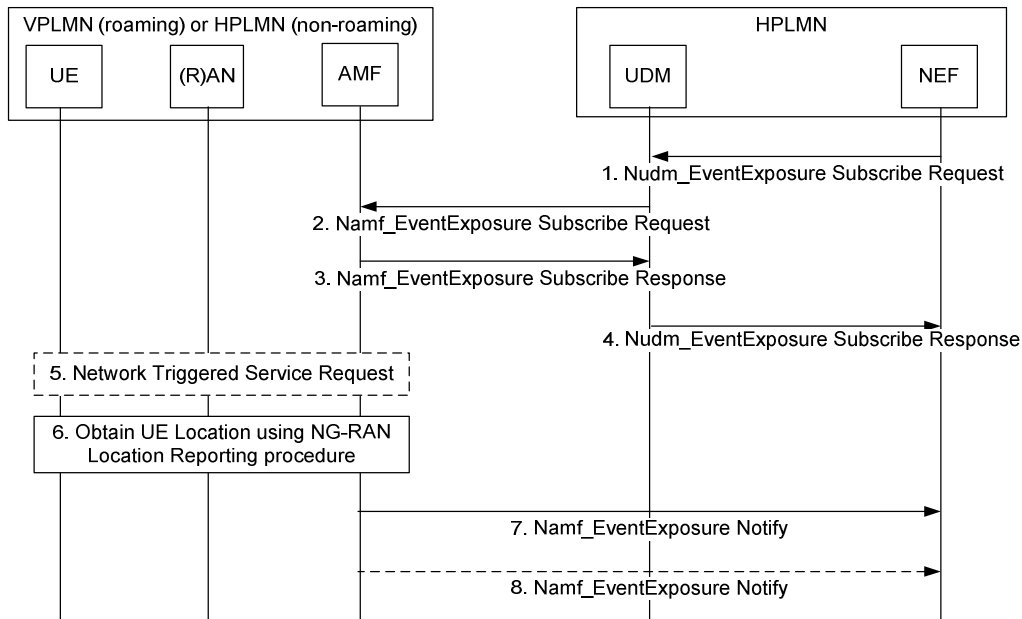 VPLMN (roaming) or HPLMN (non-roaming)
HPLMN
UE
(R)AN
AMF
UDM
NEF
1. Nudm_EventExposure Subscribe Request
2. Namf_EventExposure Subscribe Request
3. Namf_EventExposure Subscribe Response
4. Nudm_EventExposure Subscribe Response
5. Network Triggered Service Request
6. Obtain UE Location using NG-RAN
Location Reporting procedure
7. Namf_EventExposure Notify
8. Namf_EventExposure Notify